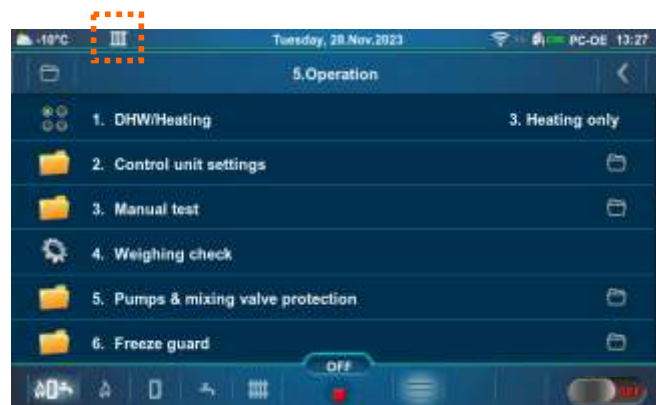 -10°C Tuesday, 28.Nov.2023 PC-OE 13:27
5.Operation
1. DHW/Heating 3. Heating only
2. Control unit settings
3. Manual test
4. Weighing check
5. Pumps & mixing valve protection
6. Freeze guard
OFF
OFF